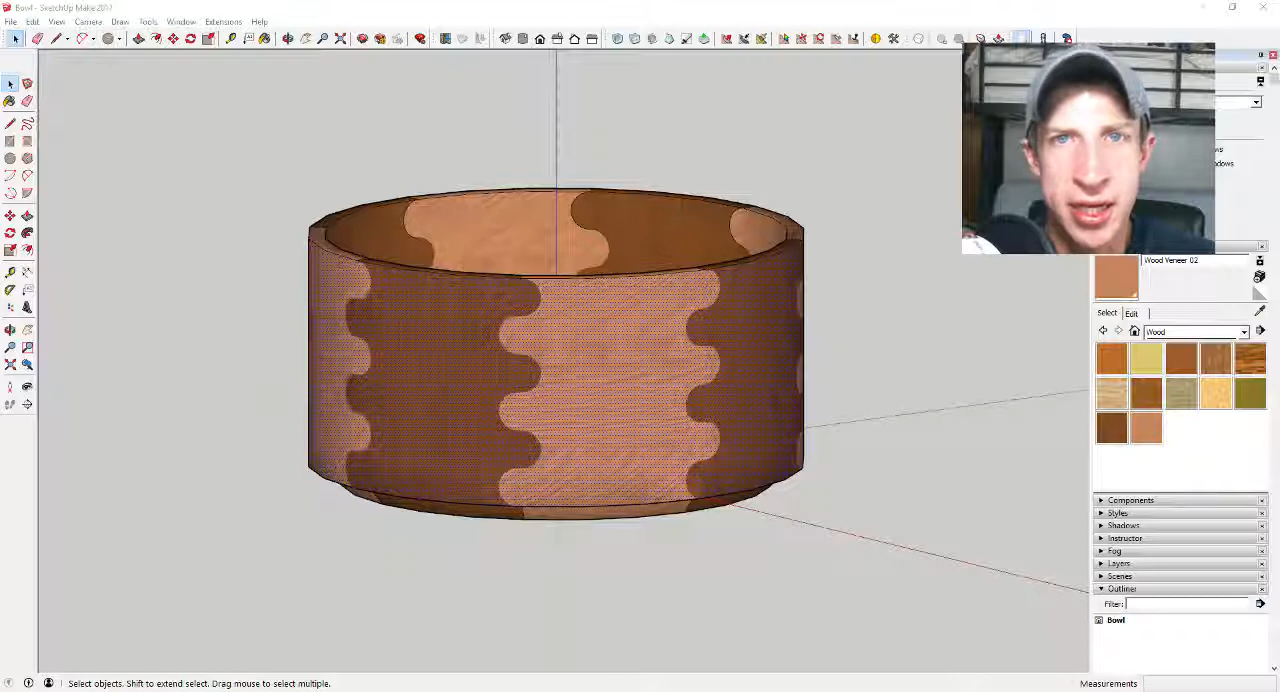 Bowl - SketchUp Make 2017
File Edit View Camera Draw Tools Window Extensions Help
Wood Veneer 02
Select Edit
Wood
Components
Styles
Shadows
Instructor
Fog
Layers
Scenes
Outliner
Filter:
Bowl
Select objects. Shift to extend select. Drag mouse to select multiple.
Measurements